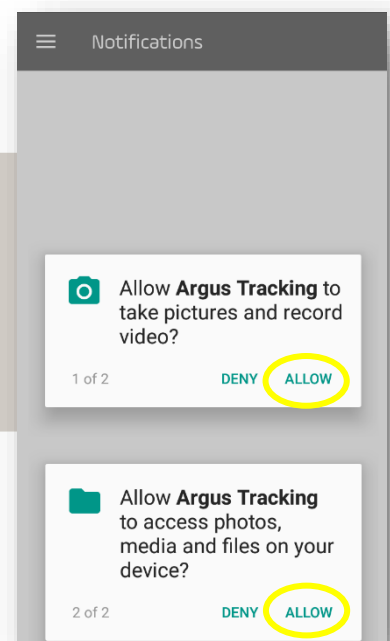 Notifications
Allow Argus Tracking to
take pictures and record
video?
1 of 2 DENY ALLOW
Allow Argus Tracking
to access photos,
media and files on your
device?
2 of 2 DENY ALLOW